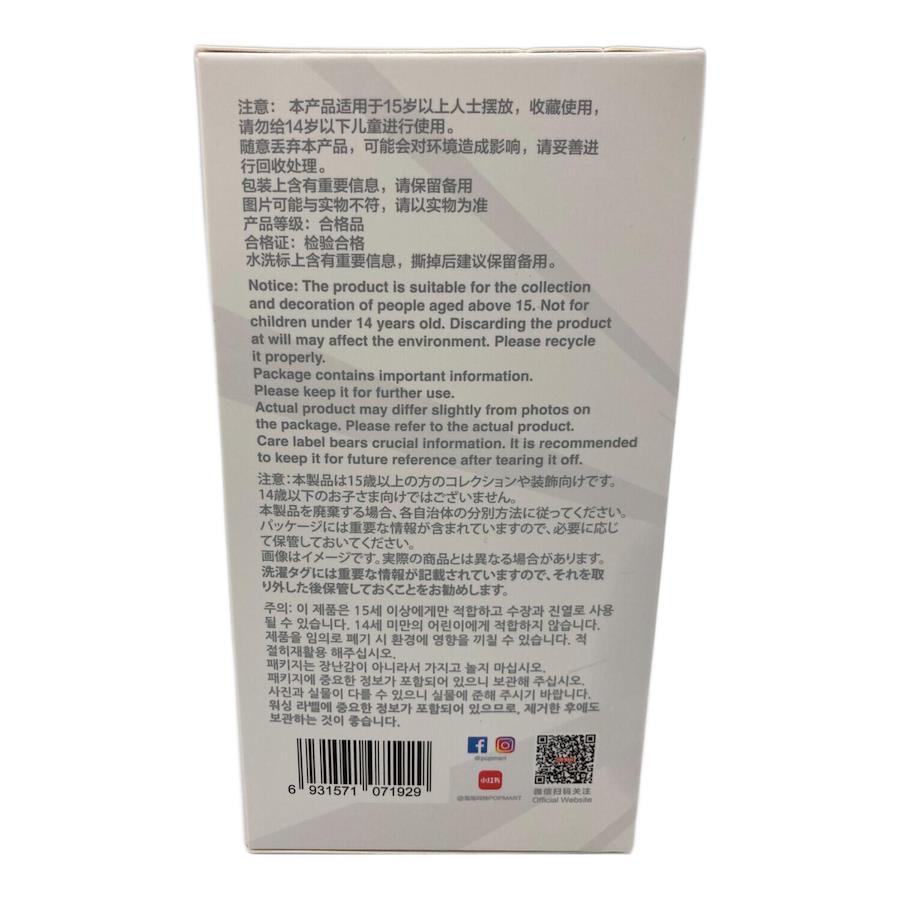 注意： 本产品适用于15岁以上人士摆放，收藏使用，
请勿给14岁以下儿童进行使用。
随意丢弃本产品，可能会对环境造成影响，请妥善进
行回收处理。
包装上含有重要信息，请保留备用
图片可能与实物不符，请以实物为准
产品等级：合格品
合格证：检验合格
水洗标上含有重要信息，撕掉后建议保留备用。
Notice: The product is suitable for the collection
and decoration of people aged above 15. Not for
children under 14 years old. Discarding the product
at will may affect the environment. Please recycle
it properly.
Package contains important information.
Please keep it for further use.
Actual product may differ slightly from photos on
the package. Please refer to the actual product.
Care label bears crucial information. It is recommended
to keep it for future reference after tearing it off.
注意：本製品は15歳以上の方のコレクションや装飾向けです。
14歳以下のお子さま向けではございません。
本製品を廃棄する場合、各自治体の分別方法に従ってください。
パッケージには重要な情報が含まれていますので、必要に応じ
て保管しておいてください。
画像はイメージです。実際の商品とは異なる場合があります。
洗濯タグには重要な情報が記載されていますので、それを取
り外した後保管しておくことをお勧めします。
주의: 이 제품은 15세 이상에게만 적합하고 수장과 진열로 사용
될 수 있습니다. 14세 미만의 어린이에게 적합하지 않습니다.
제품을 임의로 폐기 시 환경에 영향을 끼칠 수 있습니다. 적
절히재활용 해주십시오.
패키지는 장난감이 아니라서 가지고 놀지 마십시오.
패키지에 중요한 정보가 포함되어 있으니 보관해 주십시오.
사진과 실물이 다를 수 있으니 실물에 준해 주시기 바랍니다.
워싱 라벨에 중요한 정보가 포함되어 있으므로, 제거한 후에도
보관하는 것이 좋습니다.
6 931571 071929
@popmart
小红书
POPMART
微信扫码关注
Official Website